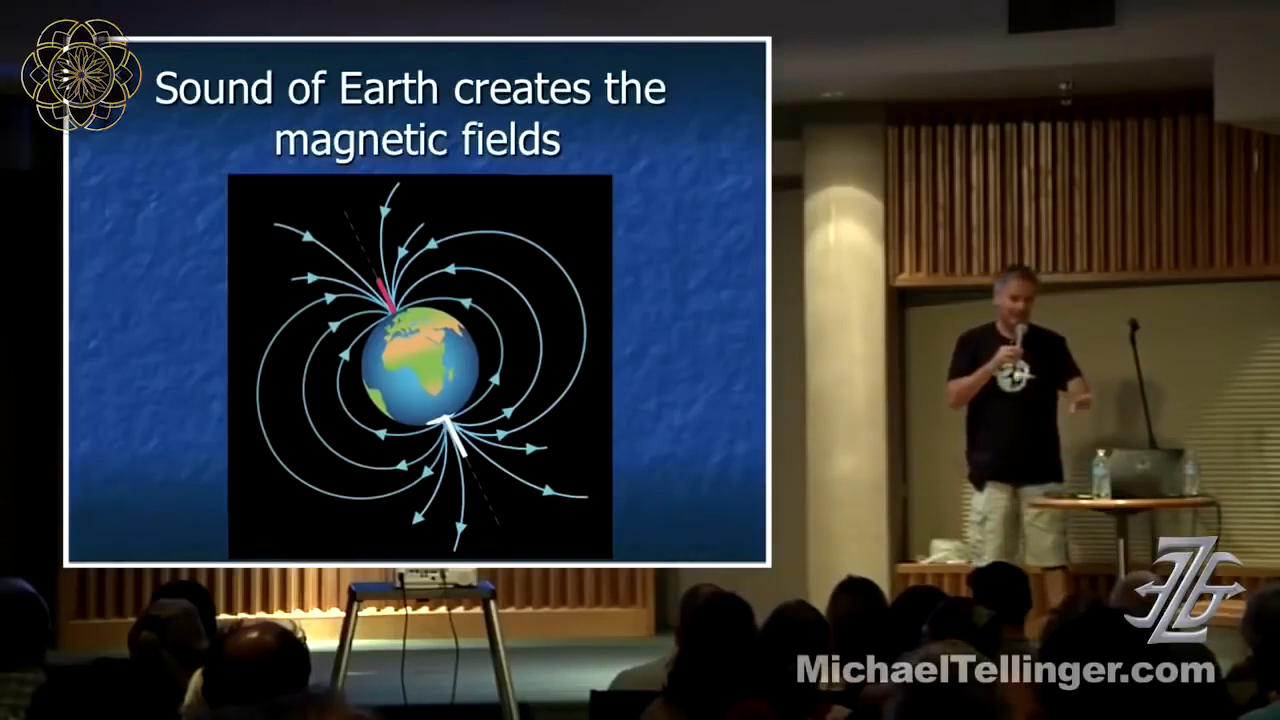 Sound of Earth creates the
magnetic fields
MichaelTellinger.com